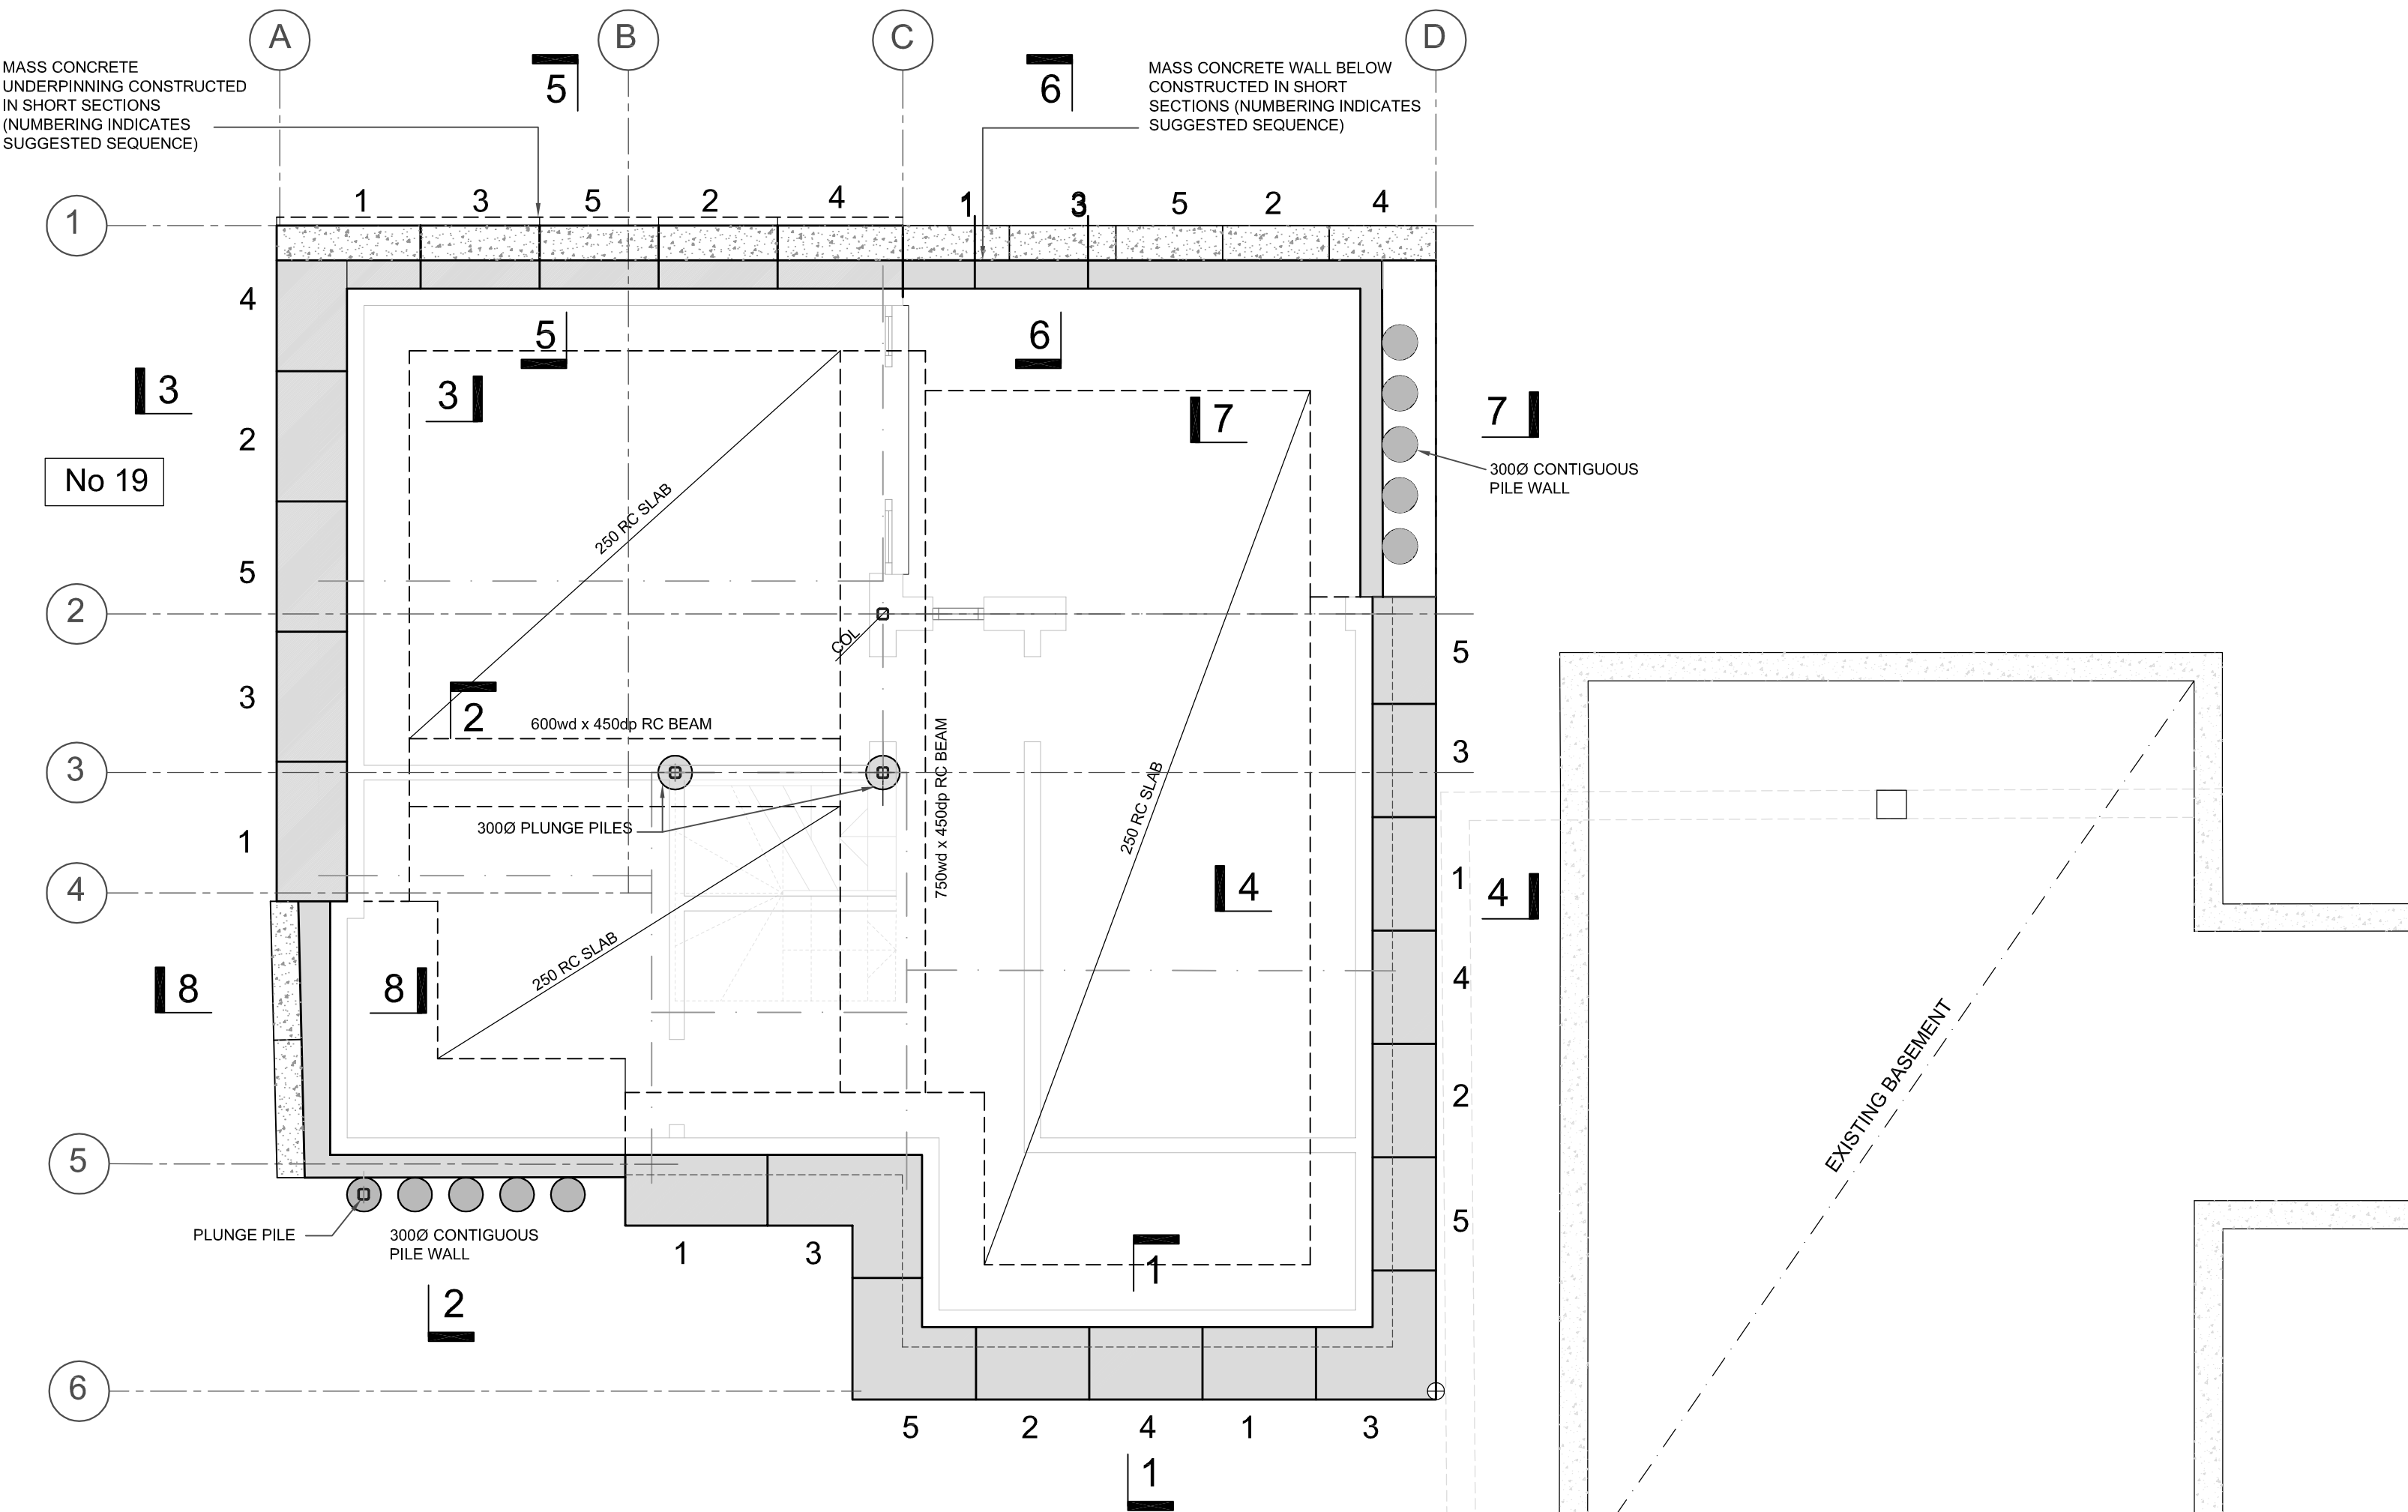 A
B
C
D
5
6
MASS CONCRETE
UNDERPINNING CONSTRUCTED
IN SHORT SECTIONS
(NUMBERING INDICATES
SUGGESTED SEQUENCE)
MASS CONCRETE WALL BELOW
CONSTRUCTED IN SHORT
SECTIONS (NUMBERING INDICATES
SUGGESTED SEQUENCE)
1 3 5 2 4 1 3 5 2 4
1
4
5
6
3
3
7
7
2
No 19
300Ø CONTIGUOUS
PILE WALL
250 RC SLAB
5
2
COL
5
3
2
600wd x 450dp RC BEAM
3
3
750wd x 450dp RC BEAM
250 RC SLAB
300Ø PLUNGE PILES
1
4
1
4
4
250 RC SLAB
8
8
4
2
EXISTING BASEMENT
5
5
PLUNGE PILE
300Ø CONTIGUOUS
PILE WALL
1
3
1
2
6
5 2 4 1 3
1